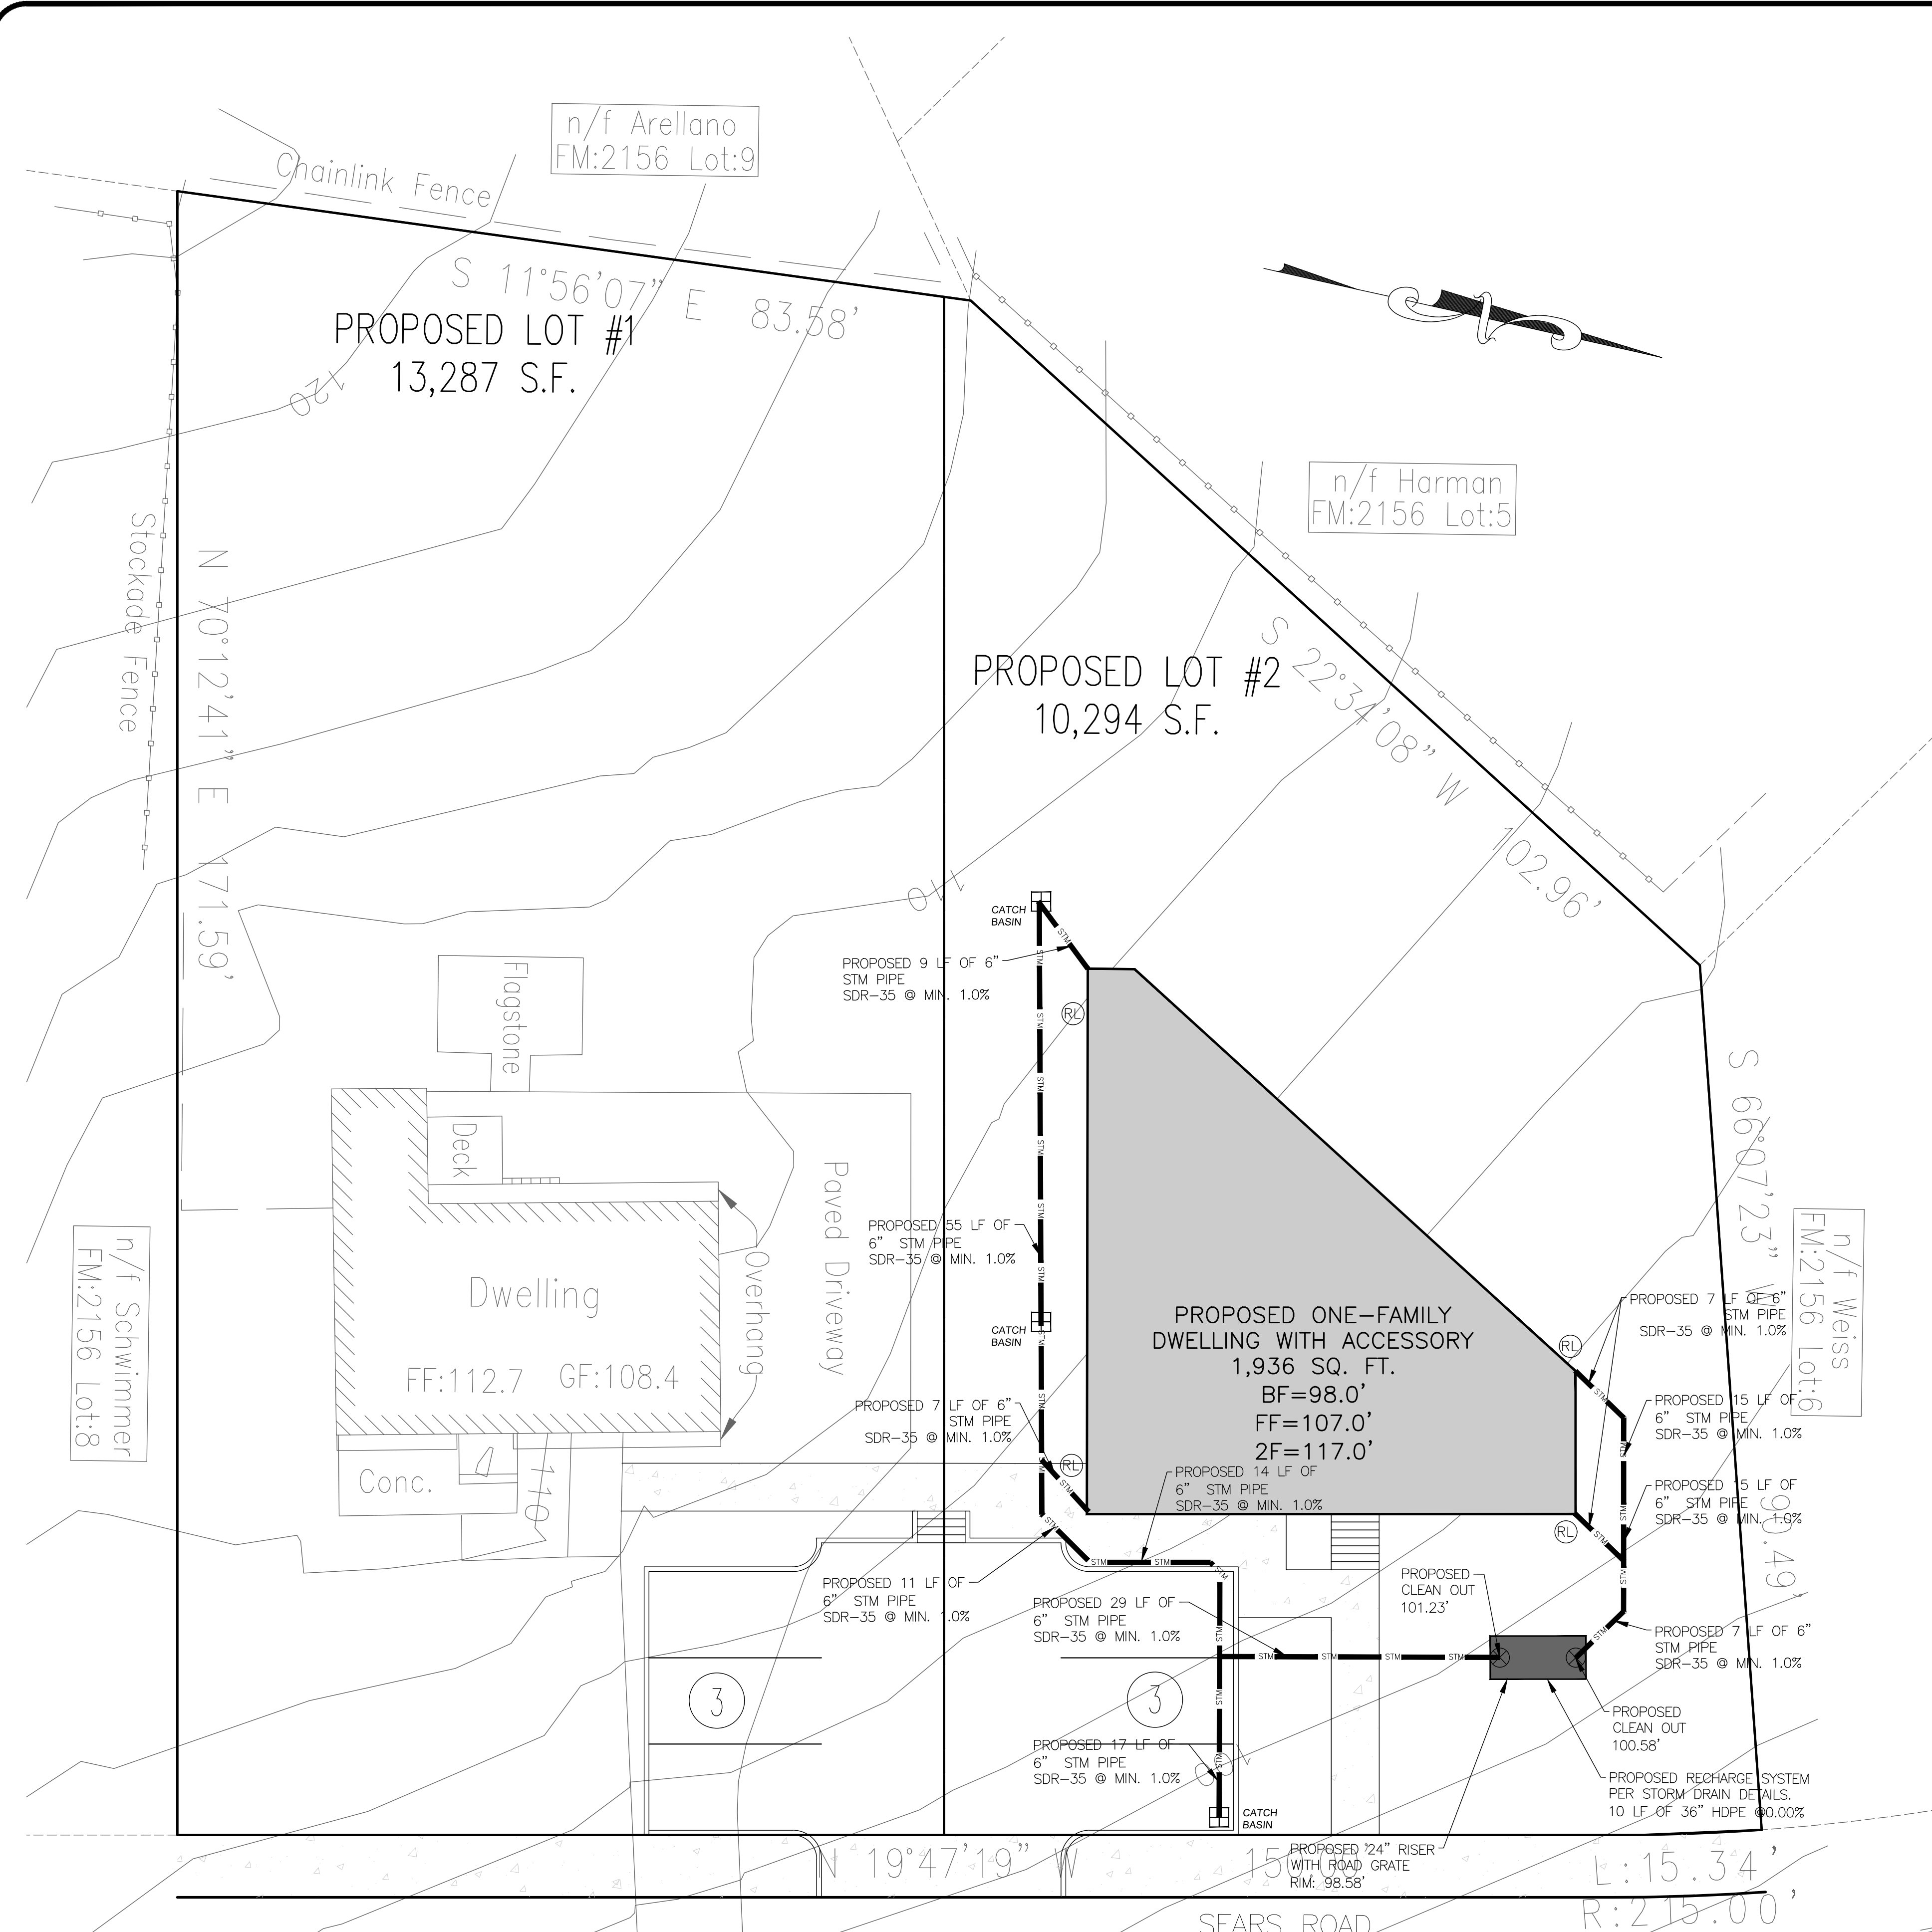 n/f Arellano
FM:2156 Lot:9
Chainlink Fence
S 11°56'07" E 83.58'
PROPOSED LOT #1
13,287 S.F.
120
n/f Harman
FM:2156 Lot:5
Stockade Fence
N 70°12'41" E 171.59'
PROPOSED LOT #2
10,294 S.F.
S 22°34'08" W 102.96'
110
CATCH
BASIN
STM
PROPOSED 9 LF OF 6"
STM PIPE
SDR-35 @ MIN. 1.0%
RL
Flagstone
Deck
Paved Driveway
Overhang
Dwelling
FF:112.7 GF:108.4
Conc.
110
n/f Schwimmer
FM:2156 Lot:8
PROPOSED 55 LF OF
6" STM PIPE
SDR-35 @ MIN. 1.0%
CATCH
BASIN
PROPOSED 7 LF OF 6"
STM PIPE
SDR-35 @ MIN. 1.0%
RL
PROPOSED ONE-FAMILY
DWELLING WITH ACCESSORY
1,936 SQ. FT.
BF=98.0'
FF=107.0'
2F=117.0'
PROPOSED 14 LF OF
6" STM PIPE
SDR-35 @ MIN. 1.0%
S 66°07'23" W 90.49'
n/f Weiss
FM:2156 Lot:6
RL
PROPOSED 7 LF OF 6"
STM PIPE
SDR-35 @ MIN. 1.0%
PROPOSED 15 LF OF
6" STM PIPE
SDR-35 @ MIN. 1.0%
PROPOSED 15 LF OF
6" STM PIPE
SDR-35 @ MIN. 1.0%
RL
PROPOSED 11 LF OF
6" STM PIPE
SDR-35 @ MIN. 1.0%
PROPOSED 29 LF OF
6" STM PIPE
SDR-35 @ MIN. 1.0%
PROPOSED
CLEAN OUT
101.23'
PROPOSED 7 LF OF 6"
STM PIPE
SDR-35 @ MIN. 1.0%
3
3
PROPOSED
CLEAN OUT
100.58'
PROPOSED 17 LF OF
6" STM PIPE
SDR-35 @ MIN. 1.0%
PROPOSED RECHARGE SYSTEM
PER STORM DRAIN DETAILS.
10 LF OF 36" HDPE @0.00%
CATCH
BASIN
PROPOSED 24" RISER
WITH ROAD GRATE
RIM: 98.58'
N 19°47'19" W 150.00'
L:15.34'
R:215.00'
SEARS ROAD